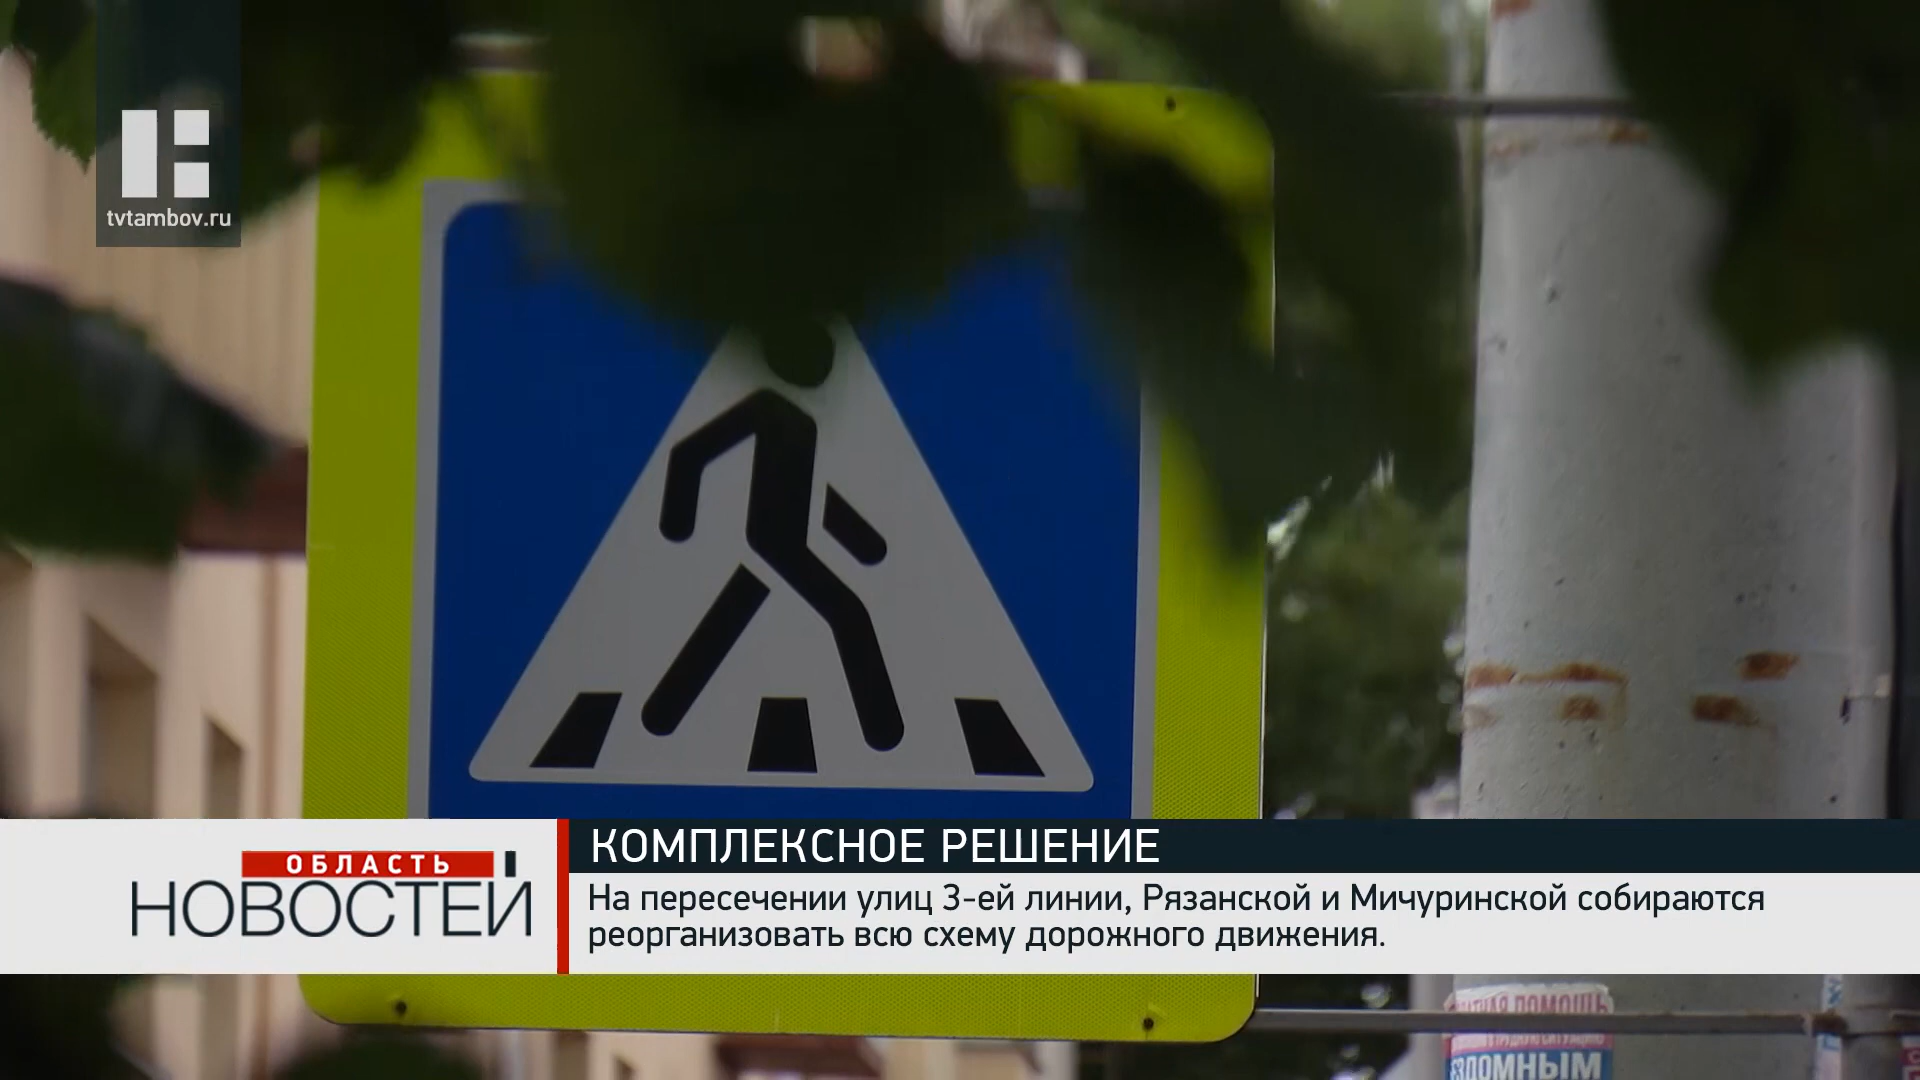 tvtambov.ru
ОБЛАСТЬ
НОВОСТЕЙ
КОМПЛЕКСНОЕ РЕШЕНИЕ
На пересечении улиц 3-ей линии, Рязанской и Мичуринской собираются
реорганизовать всю схему дорожного движения.
ПОМОЩЬ